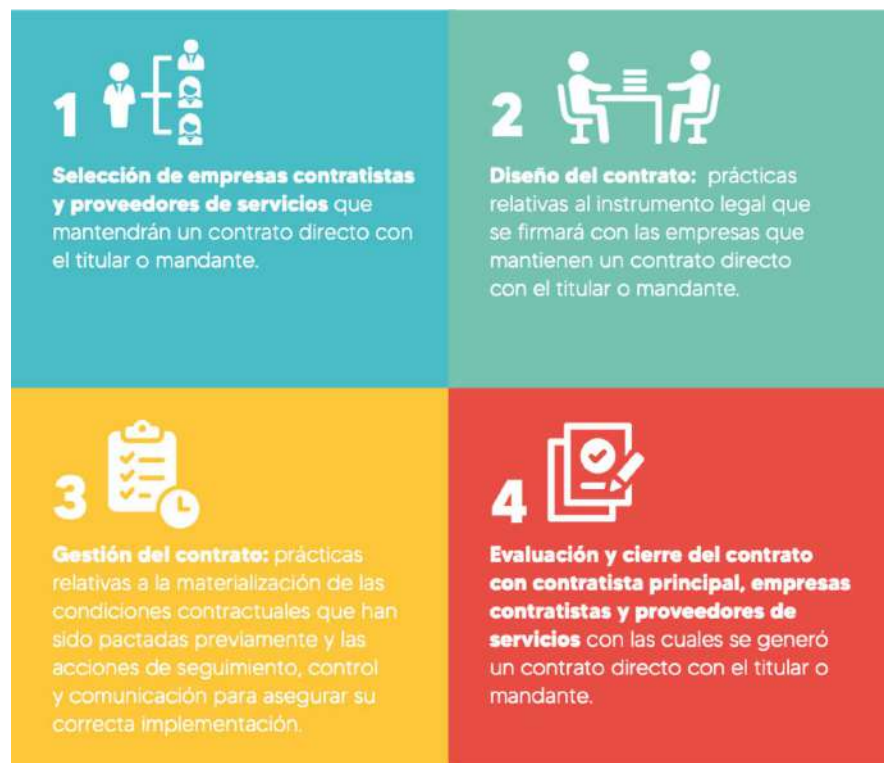 1
Selección de empresas contratistas
y proveedores de servicios que
mantendrán un contrato directo con
el titular o mandante.
2
Diseño del contrato: prácticas
relativas al instrumento legal que
se firmará con las empresas que
mantienen un contrato directo
con el titular o mandante.
3
Gestión del contrato: prácticas
relativas a la materialización de las
condiciones contractuales que han
sido pactadas previamente y las
acciones de seguimiento, control
y comunicación para asegurar su
correcta implementación.
4
Evaluación y cierre del contrato
con contratista principal, empresas
contratistas y proveedores de
servicios con las cuales se generó
un contrato directo con el titular o
mandante.